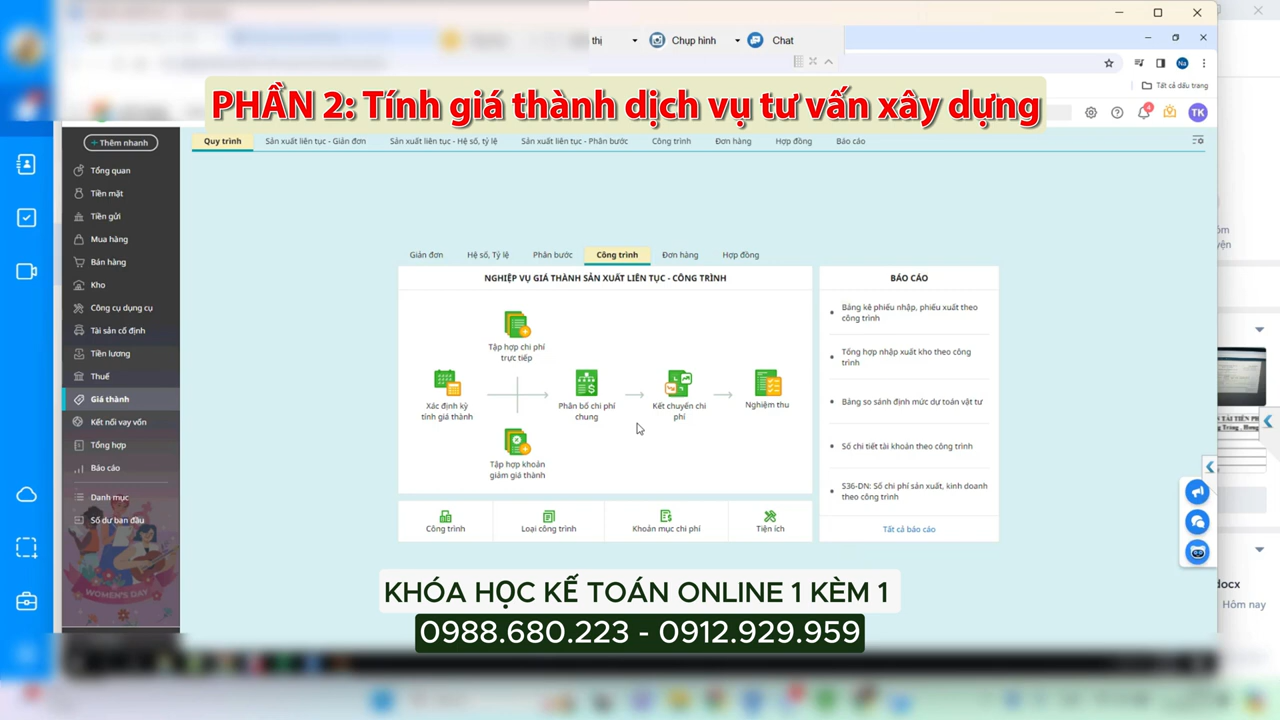 thị
Chụp hình
Chat
Na
Tất cả dấu trang
PHẦN 2: Tính giá thành dịch vụ tư vấn xây dựng
4
TK
+ Thêm nhanh
Quy trình
Sản xuất liên tục - Giản đơn
Sản xuất liên tục - Hệ số, tỷ lệ
Sản xuất liên tục - Phân bước
Công trình
Đơn hàng
Hợp đồng
Báo cáo
Tổng quan
Tiền mặt
Tiền gửi
Mua hàng
Bán hàng
Kho
Công cụ dụng cụ
Tài sản cố định
Tiền lương
Thuế
Giá thành
Kết nối vay vốn
Tổng hợp
Báo cáo
Danh mục
Số dư ban đầu
WOMEN'S DAY
Giản đơn
Hệ số, Tỷ lệ
Phân bước
Công trình
Đơn hàng
Hợp đồng
NGHIỆP VỤ GIÁ THÀNH SẢN XUẤT LIÊN TỤC - CÔNG TRÌNH
Tập hợp chi phí
trực tiếp
Xác định kỳ
tính giá thành
Phân bổ chi phí
chung
Kết chuyển chi
phí
Nghiệm thu
Tập hợp khoản
giảm giá thành
Công trình
Loại công trình
Khoản mục chi phí
Tiện ích
BÁO CÁO
Bảng kê phiếu nhập, phiếu xuất theo
công trình
Tổng hợp nhập xuất kho theo công
trình
Bảng so sánh định mức dự toán vật tư
Sổ chi tiết tài khoản theo công trình
S36-DN: Sổ chi phí sản xuất, kinh doanh
theo công trình
Tất cả báo cáo
docx
Hôm nay
KHÓA HỌC KẾ TOÁN ONLINE 1 KÈM 1
0988.680.223 - 0912.929.959